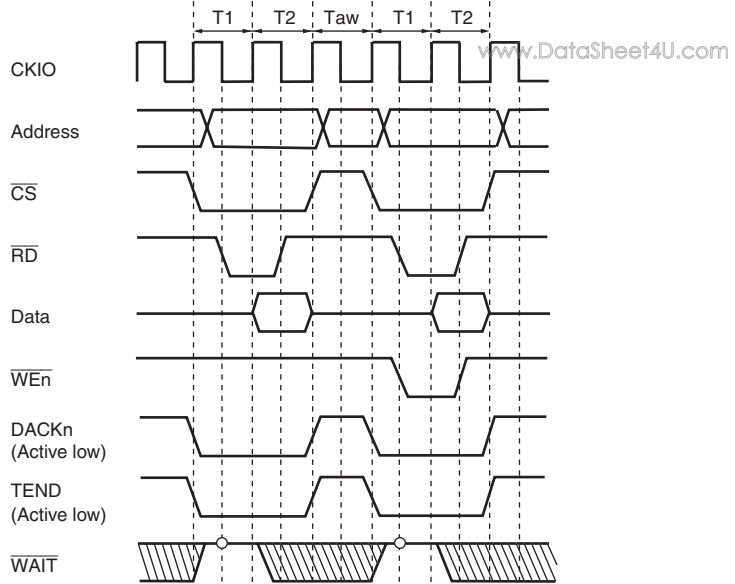 T1 T2 Taw T1 T2
www.DataSheet4U.com
CKIO
Address
CS
RD
Data
WEn
DACKn
(Active low)
TEND
(Active low)
WAIT